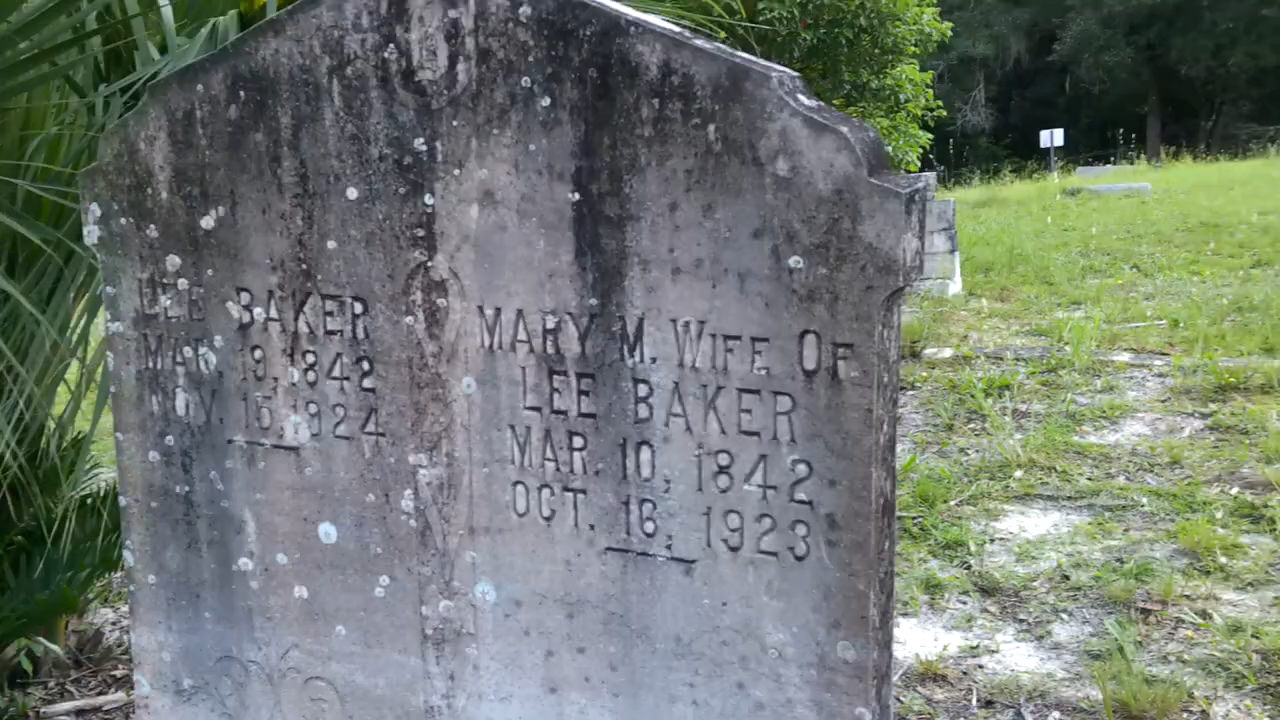 LEE BAKER
MAR. 19, 1842
NOV. 15, 1924
MARY M. WIFE OF
LEE BAKER
MAR. 10, 1842
OCT. 16, 1923